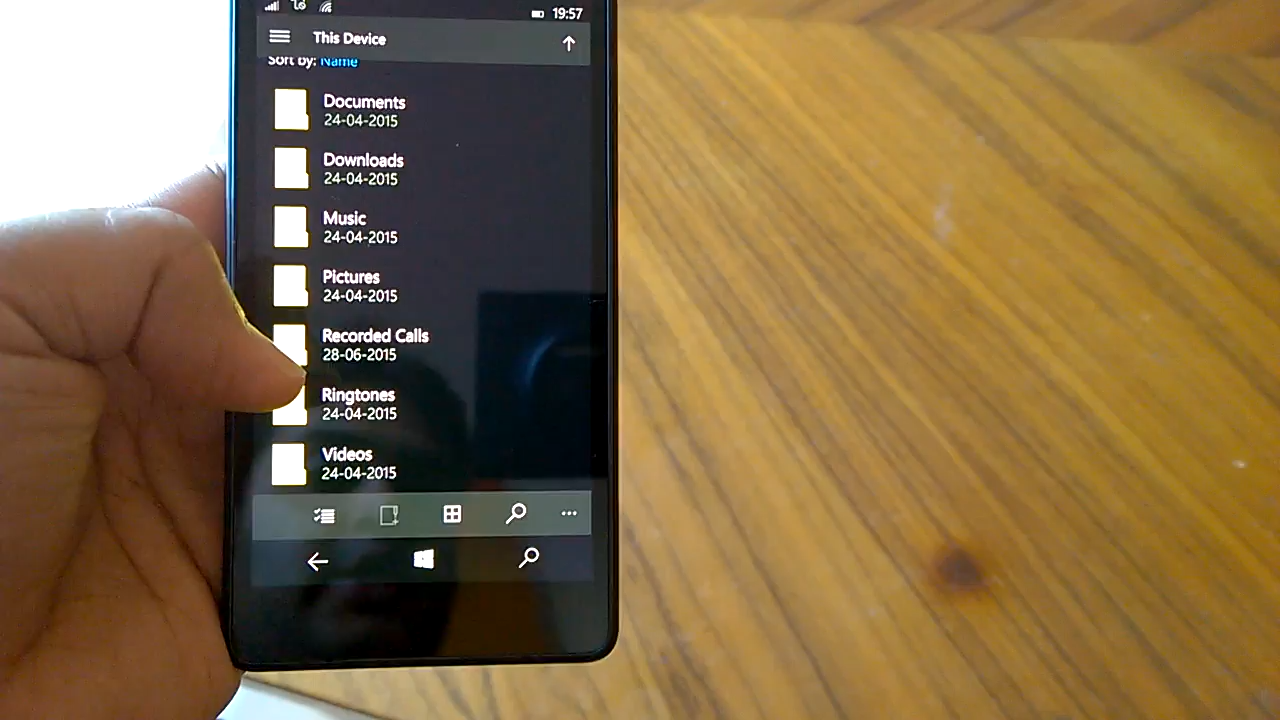 19:57
This Device
Sort by: Name
Documents
24-04-2015
Downloads
24-04-2015
Music
24-04-2015
Pictures
24-04-2015
Recorded Calls
28-06-2015
Ringtones
24-04-2015
Videos
24-04-2015